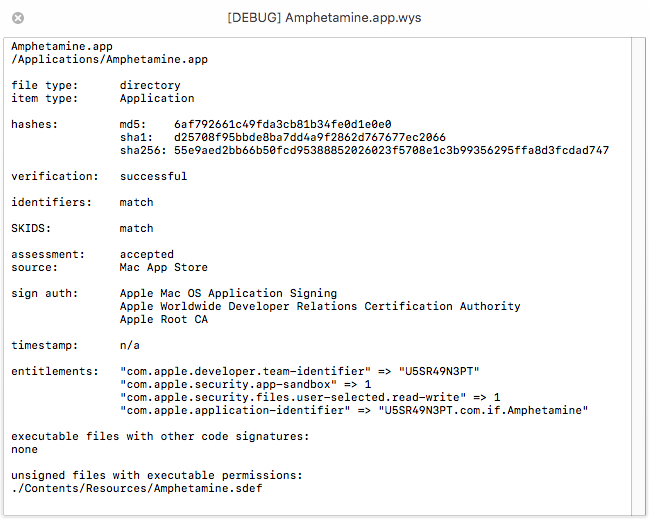 [DEBUG] Amphetamine.app.wys
Amphetamine.app
/Applications/Amphetamine.app
file type: directory
item type: Application
hashes: md5: 6af792661c49fda3cb81b34fe0d1e0e0
sha1: d25708f95bbde8ba7dd4a9f2862d767677ec2066
sha256: 55e9aed2bb66b50fcd95388852026023f5708e1c3b99356295ffa8d3fcdad747
verification: successful
identifiers: match
SKIDS: match
assessment: accepted
source: Mac App Store
sign auth: Apple Mac OS Application Signing
Apple Worldwide Developer Relations Certification Authority
Apple Root CA
timestamp: n/a
entitlements: "com.apple.developer.team-identifier" => "U5SR49N3PT"
"com.apple.security.app-sandbox" => 1
"com.apple.security.files.user-selected.read-write" => 1
"com.apple.application-identifier" => "U5SR49N3PT.com.if.Amphetamine"
executable files with other code signatures:
none
unsigned files with executable permissions:
./Contents/Resources/Amphetamine.sdef